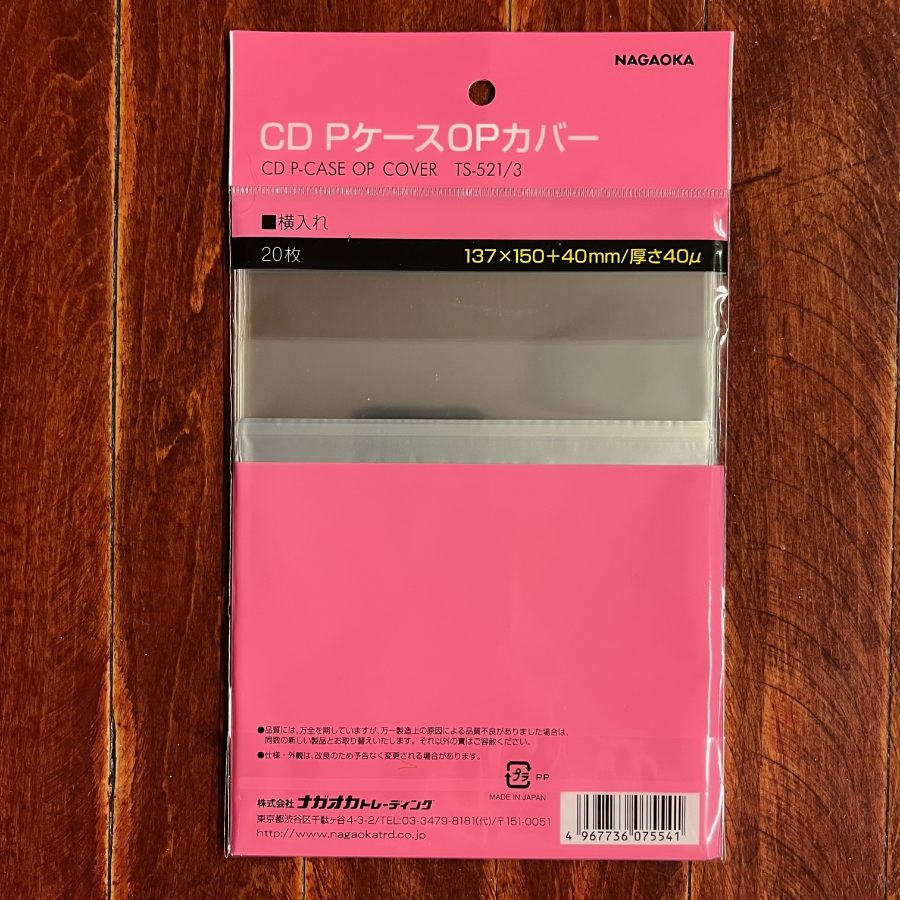 NAGAOKA
CD PケースOPカバー
CD P-CASE OP COVER TS-521/3
■横入れ
20枚 137×150+40mm/厚さ40μ
●品質には、万全を期していますが、万一製造上の原因による品質不良がありました場合は、
同数の新しい製品とお取り替えいたします。それ以外の責はご容赦ください。
●仕様・外観は、改良のため予告なく変更される場合があります。
プラ PP
MADE IN JAPAN
株式会社ナガオカトレーディング
東京都渋谷区千駄ヶ谷4-3-2/TEL:03-3479-8181(代)/〒151-0051
http://www.nagaokatrd.co.jp
4 967736 075541